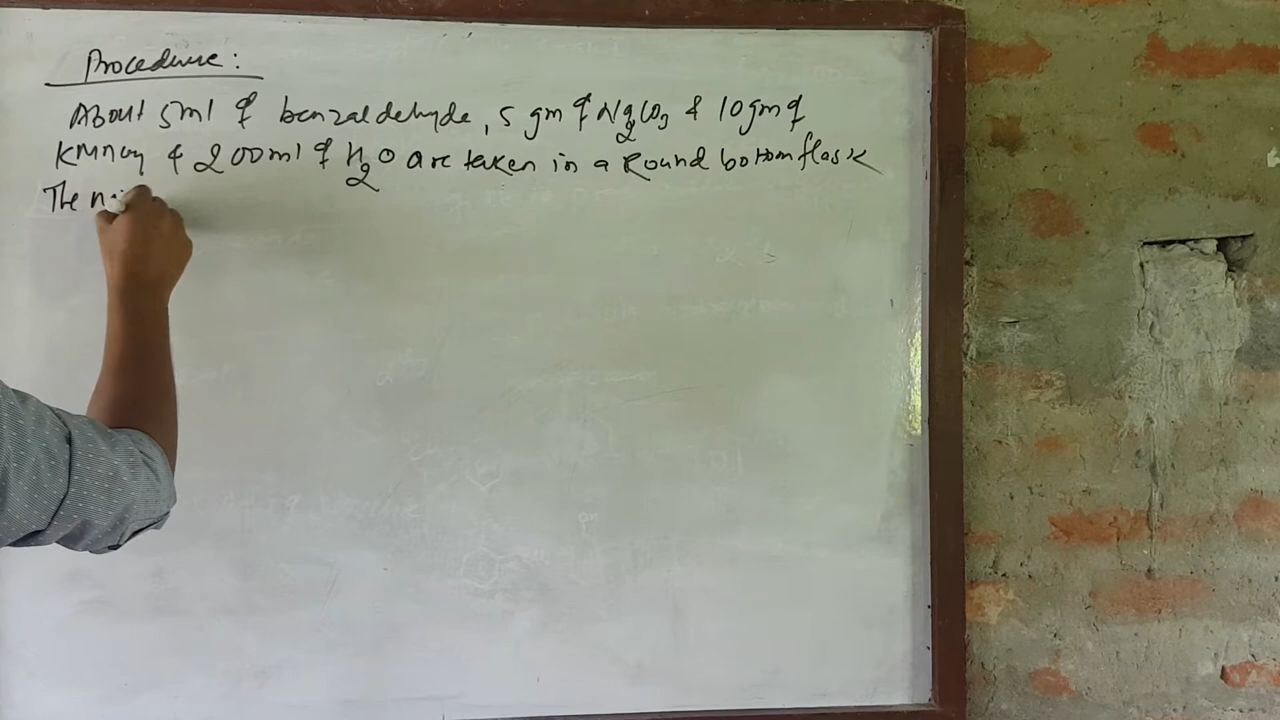 Procedure:
About 5ml of benzaldehyde, 5 gm of Na2CO3 & 10gm of
KMnO4 & 200ml of H2O are taken in a Round bottom flask
The